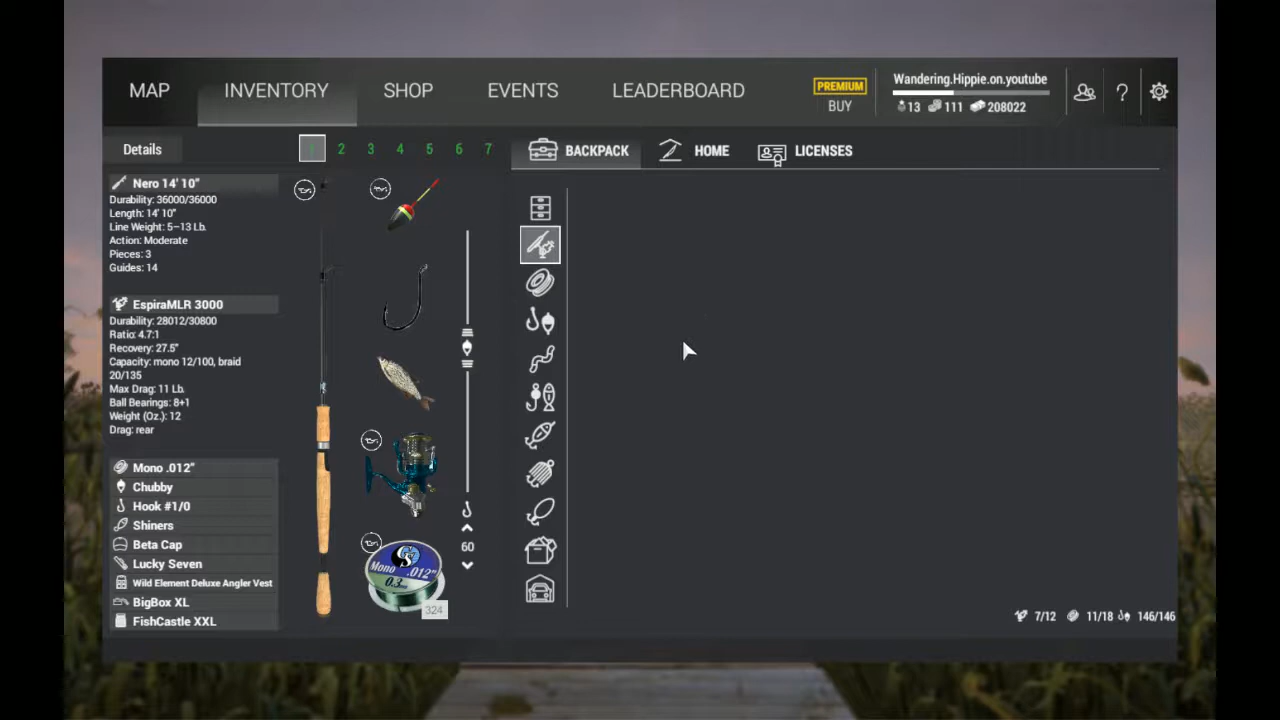 MAP
INVENTORY
SHOP
EVENTS
LEADERBOARD
PREMIUM
BUY
Wandering.Hippie.on.youtube
13 111 208022
?
Details
1 2 3 4 5 6 7
BACKPACK
HOME
LICENSES
Nero 14' 10"
Durability: 36000/36000
Length: 14' 10"
Line Weight: 5–13 Lb.
Action: Moderate
Pieces: 3
Guides: 14
EspiraMLR 3000
Durability: 28012/30800
Ratio: 4.7:1
Recovery: 27.5"
Capacity: mono 12/100, braid
20/135
Max Drag: 11 Lb.
Ball Bearings: 8+1
Weight (Oz.): 12
Drag: rear
Mono .012"
Chubby
Hook #1/0
Shiners
Beta Cap
Lucky Seven
Wild Element Deluxe Angler Vest
BigBox XL
FishCastle XXL
60
Mono .012"
0.3
324
7/12 11/18 146/146